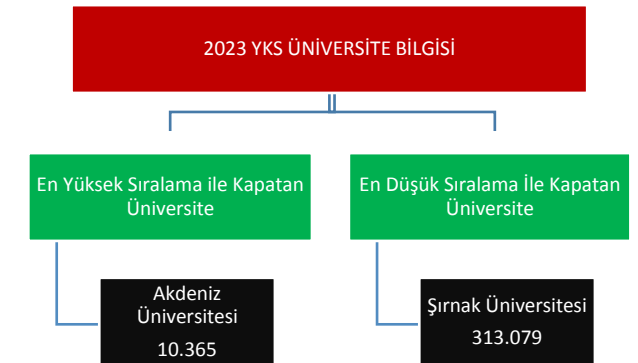 2023 YKS ÜNİVERSİTE BİLGİSİ
En Yüksek Sıralama ile Kapatan
Üniversite
En Düşük Sıralama İle Kapatan
Üniversite
Akdeniz
Üniversitesi
10.365
Şırnak Üniversitesi
313.079